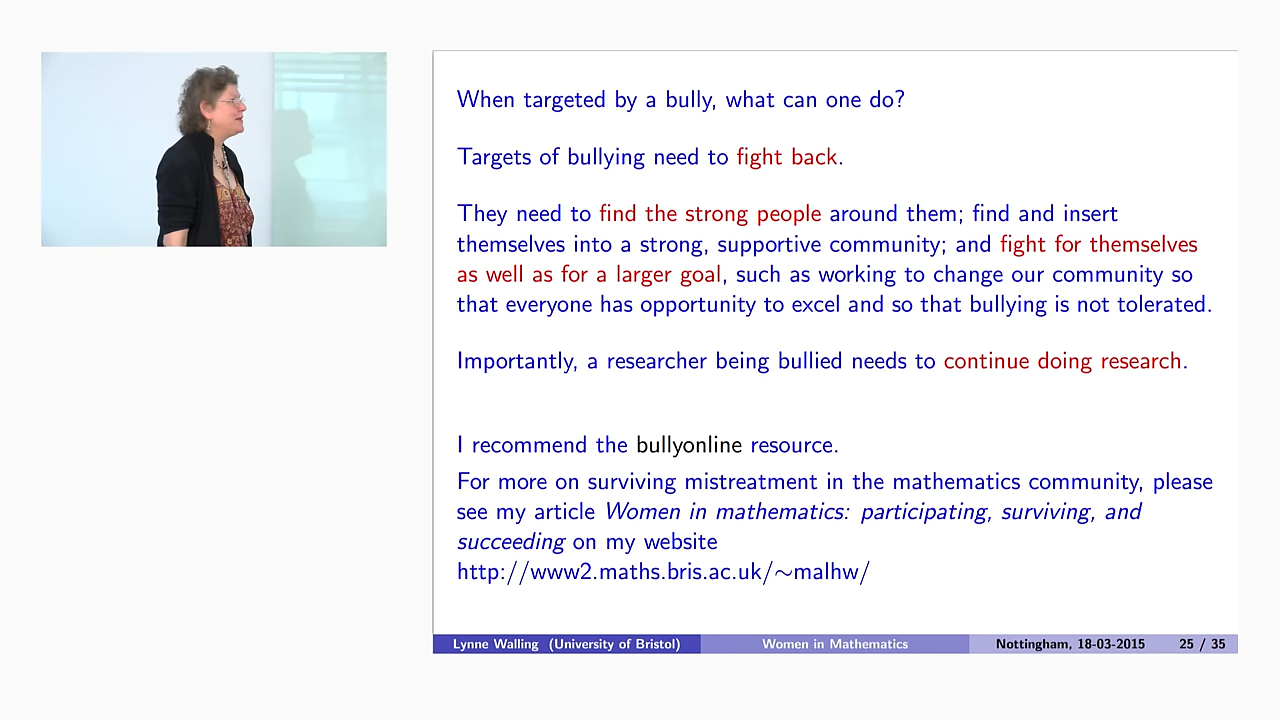 When targeted by a bully, what can one do?
Targets of bullying need to fight back.
They need to find the strong people around them; find and insert
themselves into a strong, supportive community; and fight for themselves
as well as for a larger goal, such as working to change our community so
that everyone has opportunity to excel and so that bullying is not tolerated.
Importantly, a researcher being bullied needs to continue doing research.
I recommend the bullyonline resource.
For more on surviving mistreatment in the mathematics community, please
see my article Women in mathematics: participating, surviving, and
succeeding on my website
http://www2.maths.bris.ac.uk/∼malhw/
Lynne Walling (University of Bristol) Women in Mathematics Nottingham, 18-03-2015 25 / 35